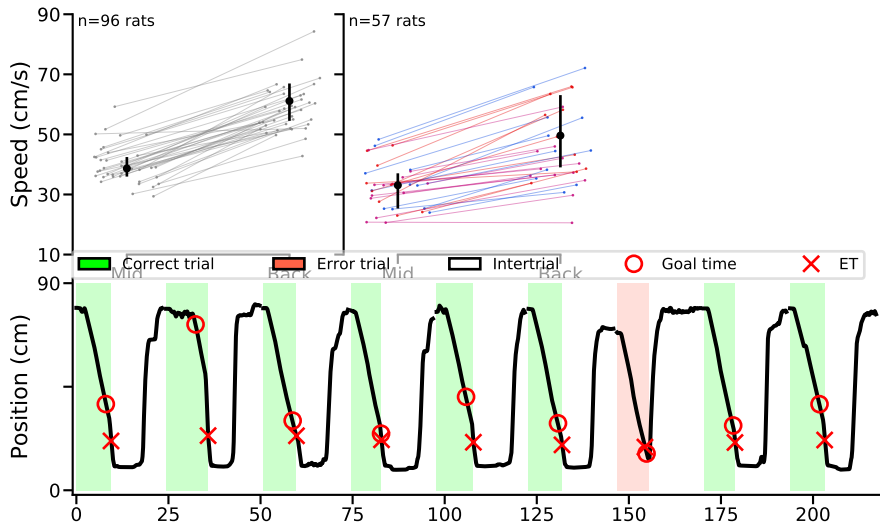 n=96 rats
n=57 rats
Speed (cm/s)
90
70
50
30
10
Mid
Back
Mid
Back
Correct trial
Error trial
Intertrial
Goal time
ET
Position (cm)
90
0
0
25
50
75
100
125
150
175
200